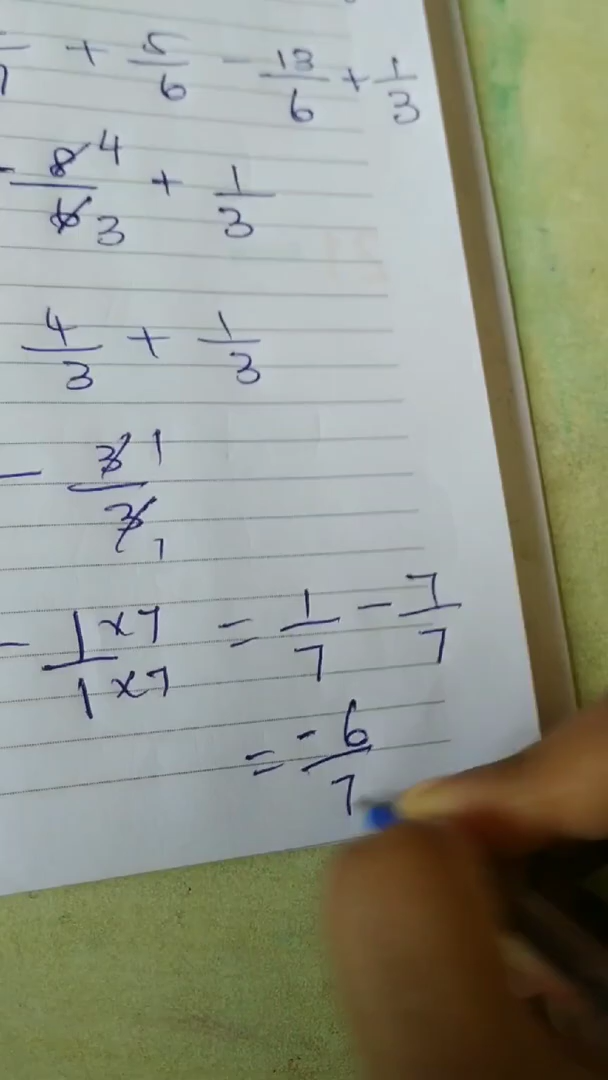 /7 + 5/6 - 13/6 + 1/3
- 8/6 4/3 + 1/3
4/3 + 1/3
- 3/3 1/1
- 1×7/1×7 = 1/7 - 7/7
= -6/7